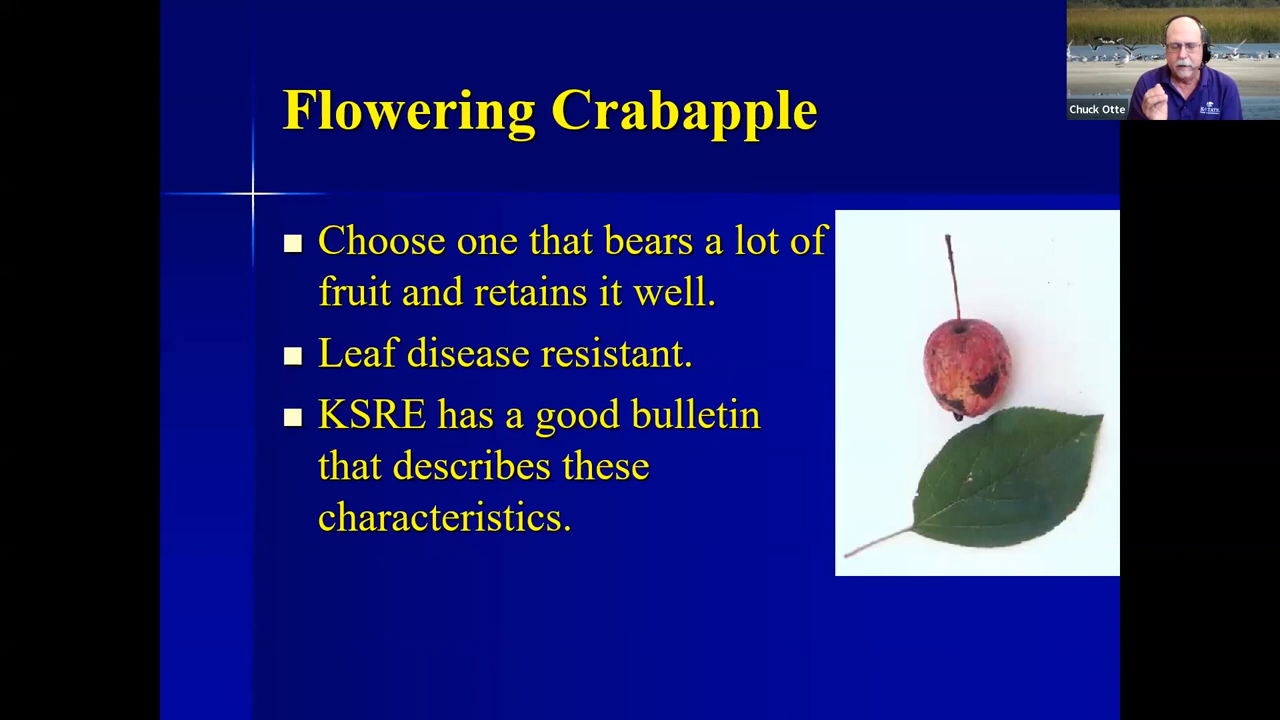 Flowering Crabapple
Choose one that bears a lot of
fruit and retains it well.
Leaf disease resistant.
KSRE has a good bulletin
that describes these
characteristics.
Chuck Otte